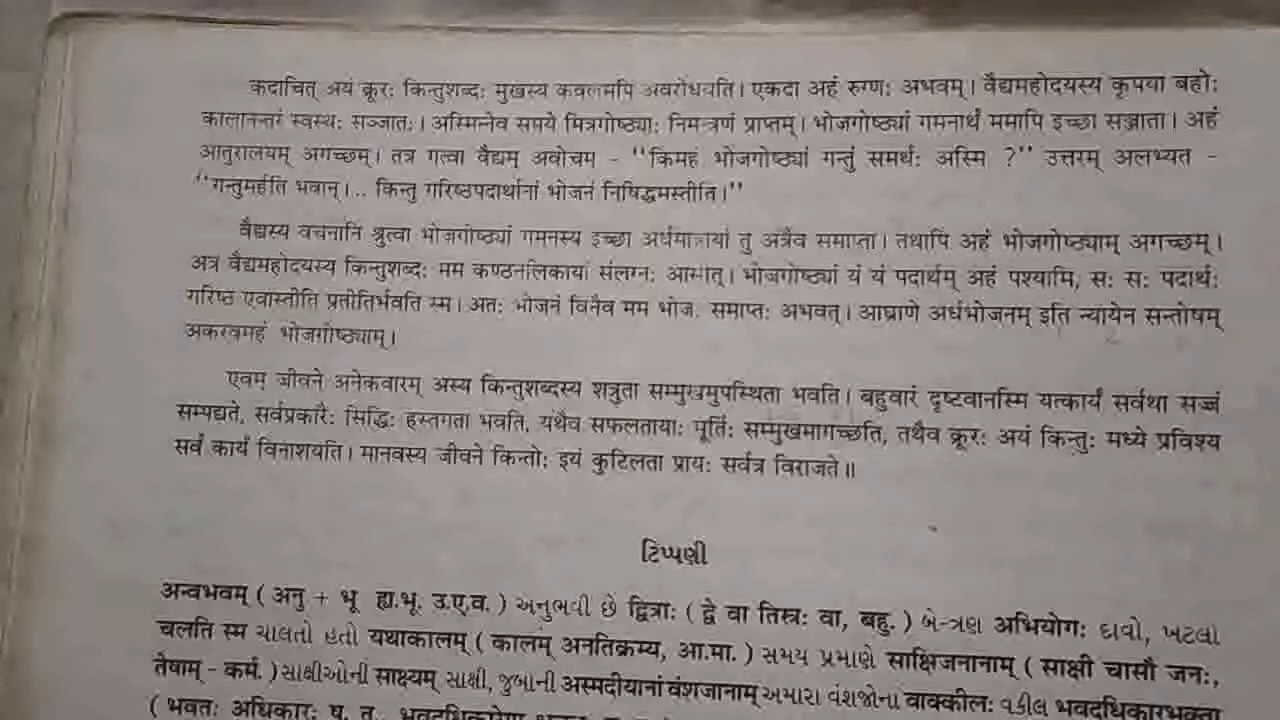 कदाचित् अयं क्रूरः किन्तुशब्दः मुखस्य कवलमपि अवरोधयति। एकदा अहं रुग्णः अभवम्। वैद्यमहोदयस्य कृपया बहोः
कालानन्तरं स्वस्थः सञ्जातः। अस्मिन्नेव समये मित्रगोष्ठ्याः निमन्त्रणं प्राप्तम्। भोजगोष्ठ्यां गमनार्थं ममापि इच्छा सञ्जाता। अहं
आतुरालयम् अगच्छम्। तत्र गत्वा वैद्यम् अवोचम - “किमहं भोजगोष्ठ्यां गन्तुं समर्थः अस्मि ?” उत्तरम् अलभ्यत -
“गन्तुमर्हति भवान्।... किन्तु गरिष्ठपदार्थानां भोजनं निषिद्धमस्तीति।”
वैद्यस्य वचनानि श्रुत्वा भोजगोष्ठ्यां गमनस्य इच्छा अर्धमात्रायां तु अत्रैव समाप्ता। तथापि अहं भोजगोष्ठ्याम् अगच्छम्।
अत्र वैद्यमहोदयस्य किन्तुशब्दः मम कण्ठनलिकायां संलग्नः आसीत्। भोजगोष्ठ्यां यं यं पदार्थम् अहं पश्यामि, सः सः पदार्थः
गरिष्ठ एवास्तीति प्रतीतिर्भवति स्म। अतः भोजनं विनैव मम भोजः समाप्तः अभवत्। आघ्राणे अर्धभोजनम् इति न्यायेन सन्तोषम्
अकरवमहं भोजगोष्ठ्याम्।
एवम् जीवने अनेकवारम् अस्य किन्तुशब्दस्य शत्रुता सम्मुखमुपस्थिता भवति। बहुवारं दृष्टवानस्मि यत्कार्यं सर्वथा सज्जं
सम्पद्यते, सर्वप्रकारैः सिद्धिः हस्तगता भवति, यथैव सफलतायाः पूर्तिः सम्मुखमागच्छति, तथैव क्रूरः अयं किन्तुः मध्ये प्रविश्य
सर्वं कार्यं विनाशयति। मानवस्य जीवने किन्तोः इयं कुटिलता प्रायः सर्वत्र विराजते॥
ટિપ્પણી
अन्वभवम् ( अनु + भू ह्य.भू. उ.ए.व. ) અનુભવી છે द्वित्राः ( द्वे वा तिस्त्रः वा, बहु. ) બે-ત્રણ अभियोगः દાવો, ખટલો
चलति स्म ચાલતો હતો यथाकालम् ( कालम् अनतिक्रम्य, आ.मा. ) સમય પ્રમાણે साक्षिजनानाम् ( साक्षी चासौ जनः,
तेषाम् - कर्म. ) સાક્ષીઓની साक्ष्यम् સાક્ષી, જુબાની अस्मदीयानां वंशजानाम् અમારા વંશજોના वाक्कीलः વકીલ
( भवतः अधिकारः ष. त.,